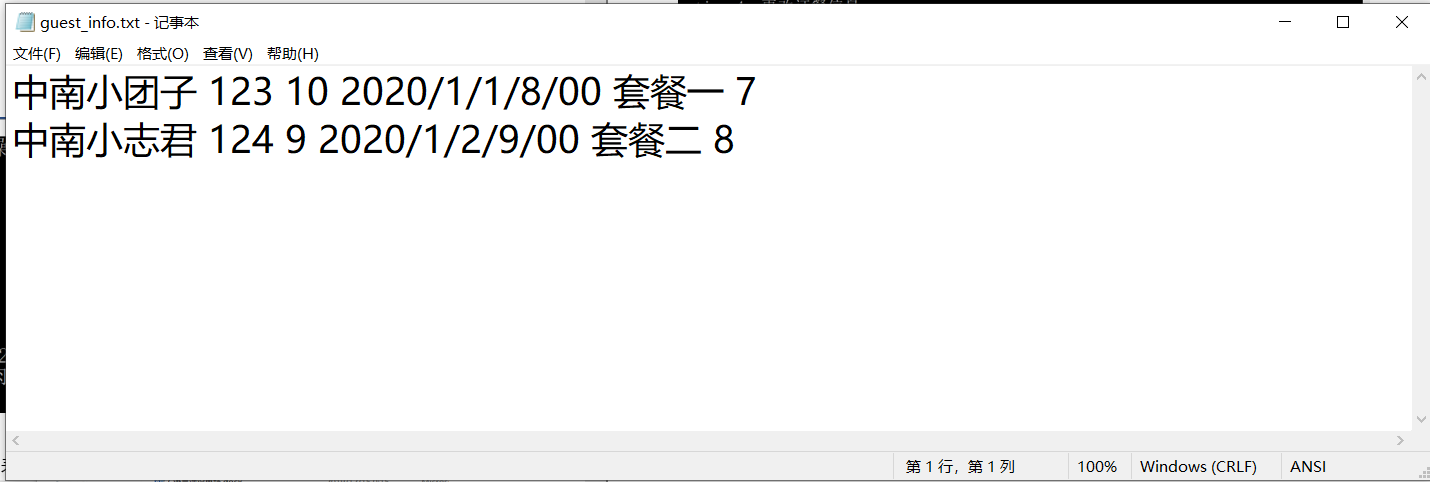 guest_info.txt - 记事本
文件(F) 编辑(E) 格式(O) 查看(V) 帮助(H)
中南小团子 123 10 2020/1/1/8/00 套餐一 7
中南小志君 124 9 2020/1/2/9/00 套餐二 8
第 1 行，第 1 列 100% Windows (CRLF) ANSI